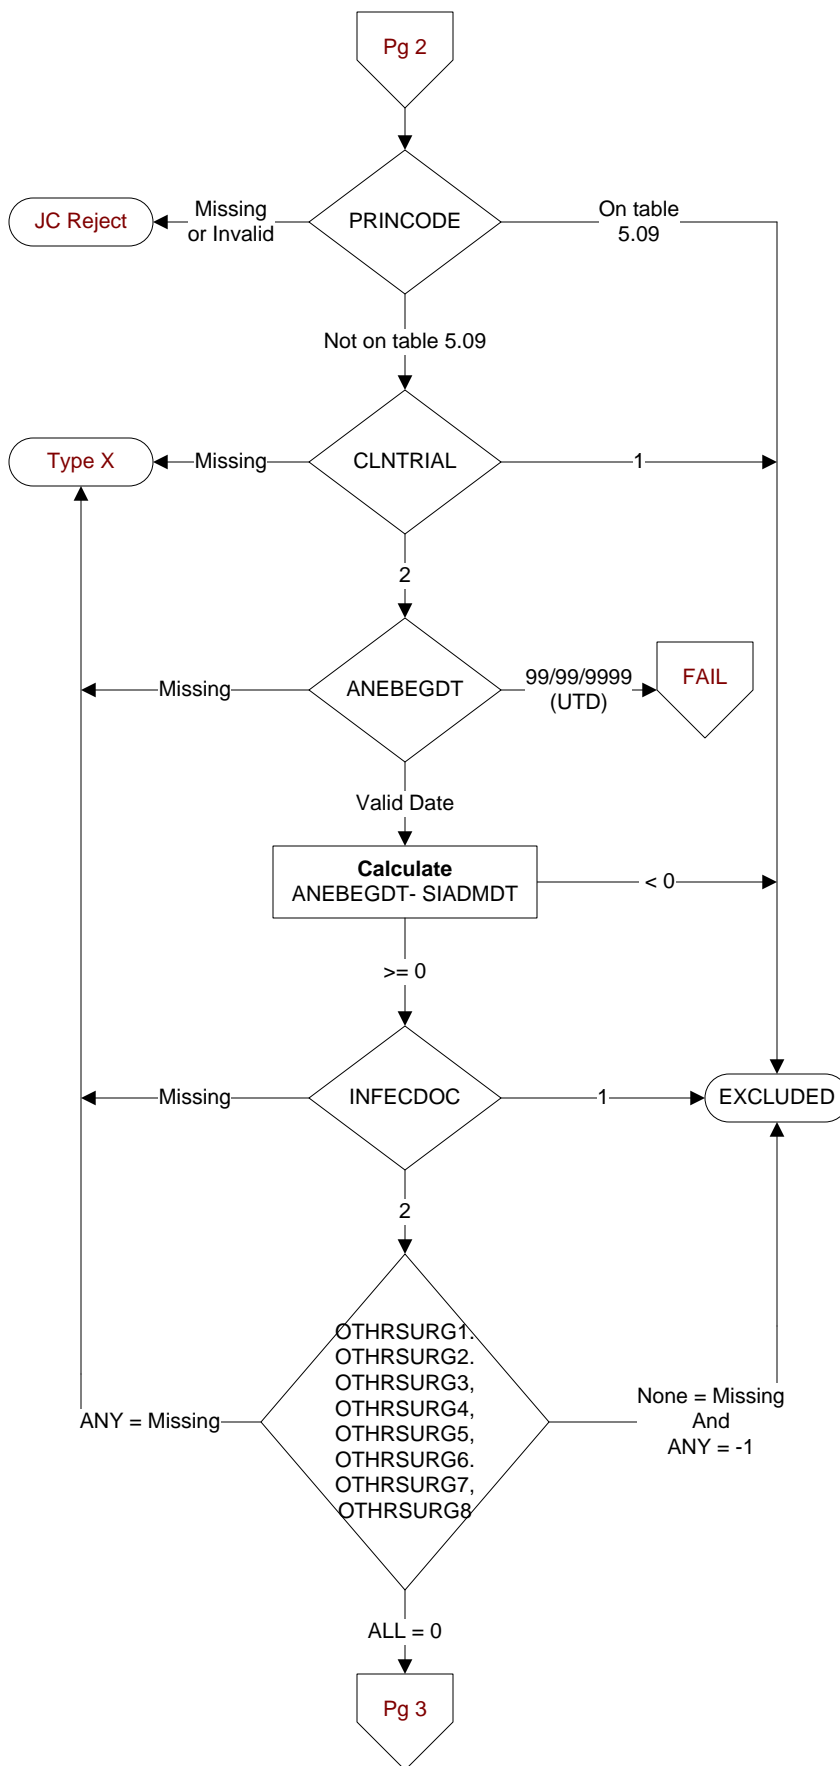 Pg 2
PRINCODE
Missing
or Invalid
JC Reject
On table
5.09
Not on table 5.09
CLNTRIAL
Missing
Type X
1
2
ANEBEGDT
Missing
99/99/9999
(UTD)
FAIL
Valid Date
Calculate
ANEBEGDT- SIADMDT
< 0
>= 0
INFECDOC
Missing
1
EXCLUDED
2
OTHRSURG1.
OTHRSURG2.
OTHRSURG3,
OTHRSURG4,
OTHRSURG5,
OTHRSURG6.
OTHRSURG7,
OTHRSURG8
ANY = Missing
None = Missing
And
ANY = -1
ALL = 0
Pg 3